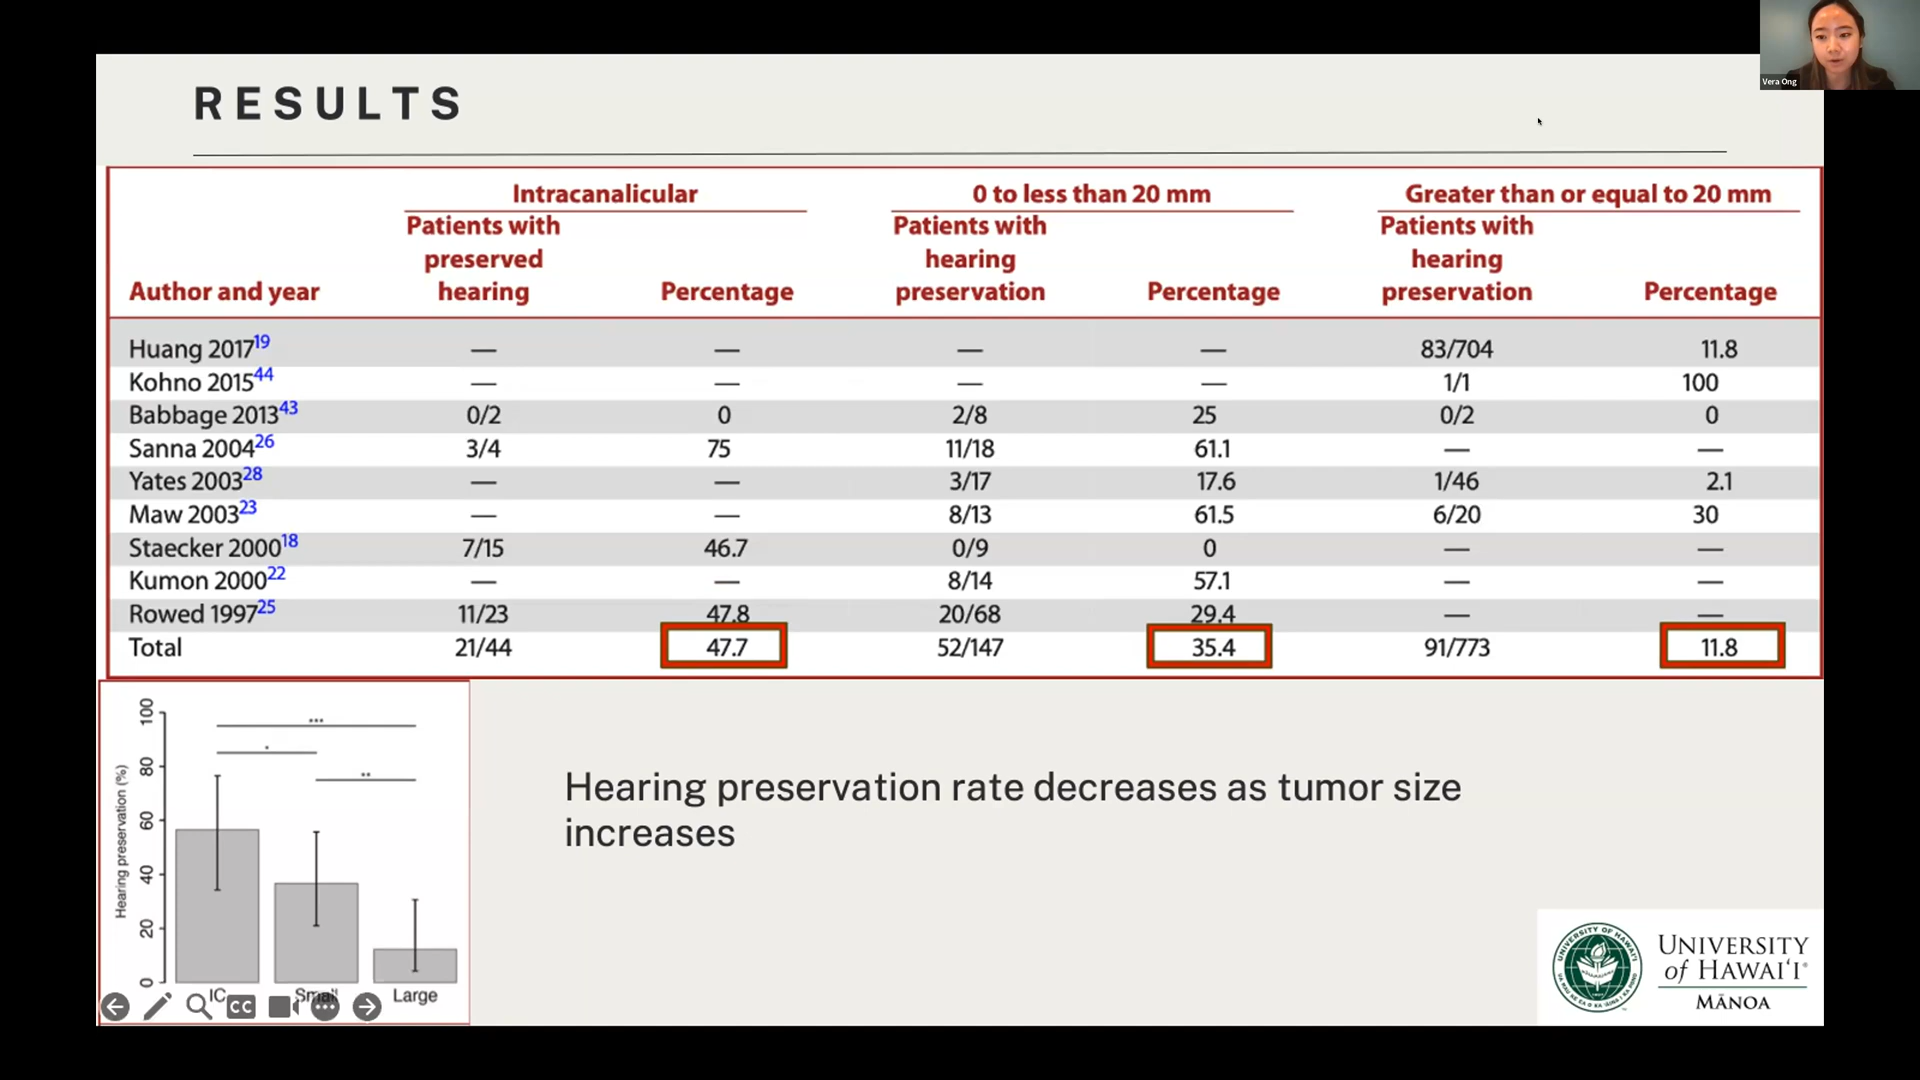 Vera Ong
RESULTS
Intracanalicular 0 to less than 20 mm Greater than or equal to 20 mm
Patients with Patients with Patients with
preserved hearing hearing
Author and year hearing Percentage preservation Percentage preservation Percentage
Huang 2017¹⁹ — — — — 83/704 11.8
Kohno 2015⁴⁴ — — — — 1/1 100
Babbage 2013⁴³ 0/2 0 2/8 25 0/2 0
Sanna 2004²⁶ 3/4 75 11/18 61.1 — —
Yates 2003²⁸ — — 3/17 17.6 1/46 2.1
Maw 2003²³ — — 8/13 61.5 6/20 30
Staecker 2000¹⁸ 7/15 46.7 0/9 0 — —
Kumon 2000²² — — 8/14 57.1 — —
Rowed 1997²⁵ 11/23 47.8 20/68 29.4 — —
Total 21/44 47.7 52/147 35.4 91/773 11.8
Hearing preservation (%)
100
80
60
40
20
0
***
*
**
IC Small Large
CC
Hearing preservation rate decreases as tumor size
increases
UNIVERSITY OF HAWAI'I
UNIVERSITY
of HAWAIʻI®
MĀNOA